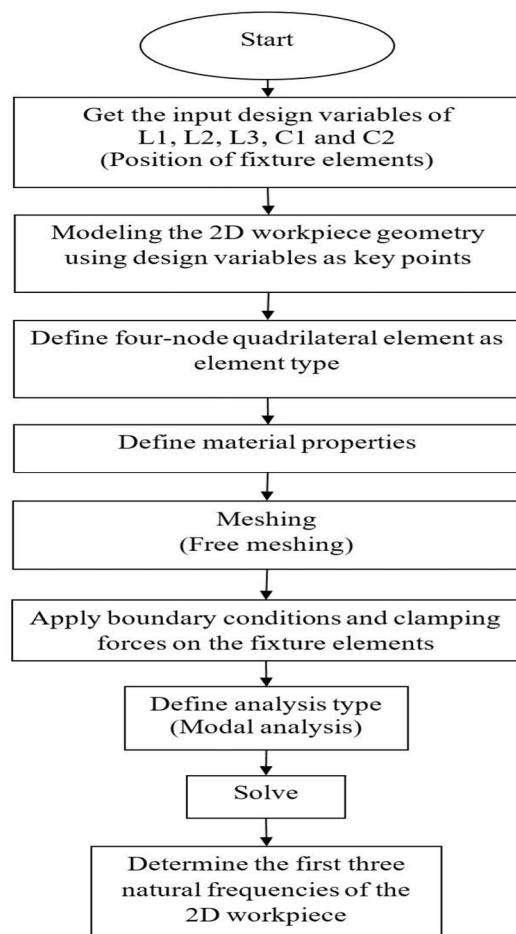 Start
Get the input design variables of
L1, L2, L3, C1 and C2
(Position of fixture elements)
Modeling the 2D workpiece geometry
using design variables as key points
Define four-node quadrilateral element as
element type
Define material properties
Meshing
(Free meshing)
Apply boundary conditions and clamping
forces on the fixture elements
Define analysis type
(Modal analysis)
Solve
Determine the first three
natural frequencies of the
2D workpiece